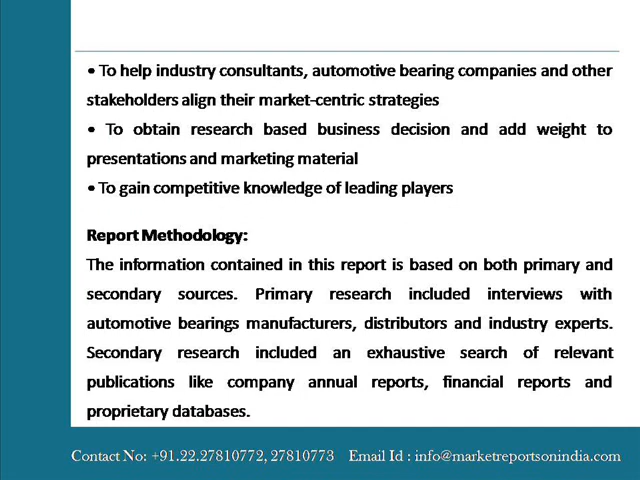 • To help industry consultants, automotive bearing companies and other
stakeholders align their market-centric strategies
• To obtain research based business decision and add weight to
presentations and marketing material
• To gain competitive knowledge of leading players
Report Methodology:
The information contained in this report is based on both primary and
secondary sources. Primary research included interviews with
automotive bearings manufacturers, distributors and industry experts.
Secondary research included an exhaustive search of relevant
publications like company annual reports, financial reports and
proprietary databases.
Contact No: +91.22.27810772, 27810773 Email Id : info@marketreportsonindia.com